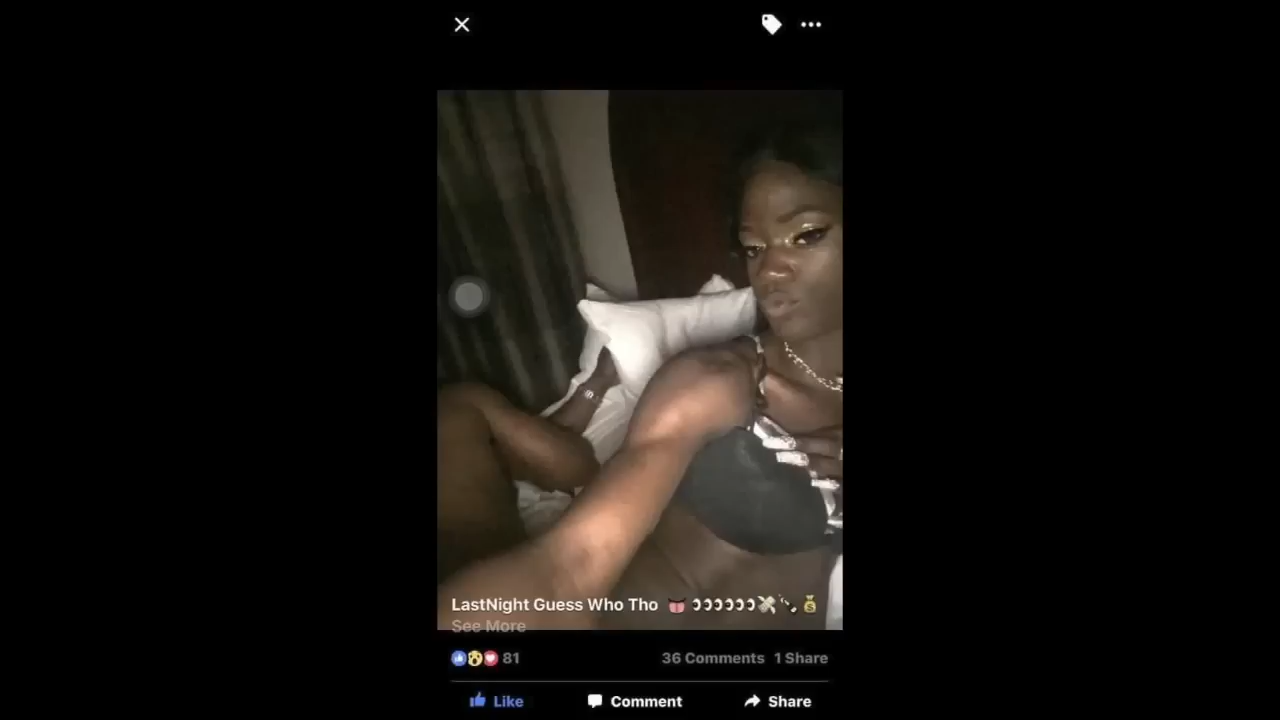 LastNight Guess Who Tho 👅 👀👀👀👀👀👀💸🍾💰
See More
81 36 Comments 1 Share
Like Comment Share